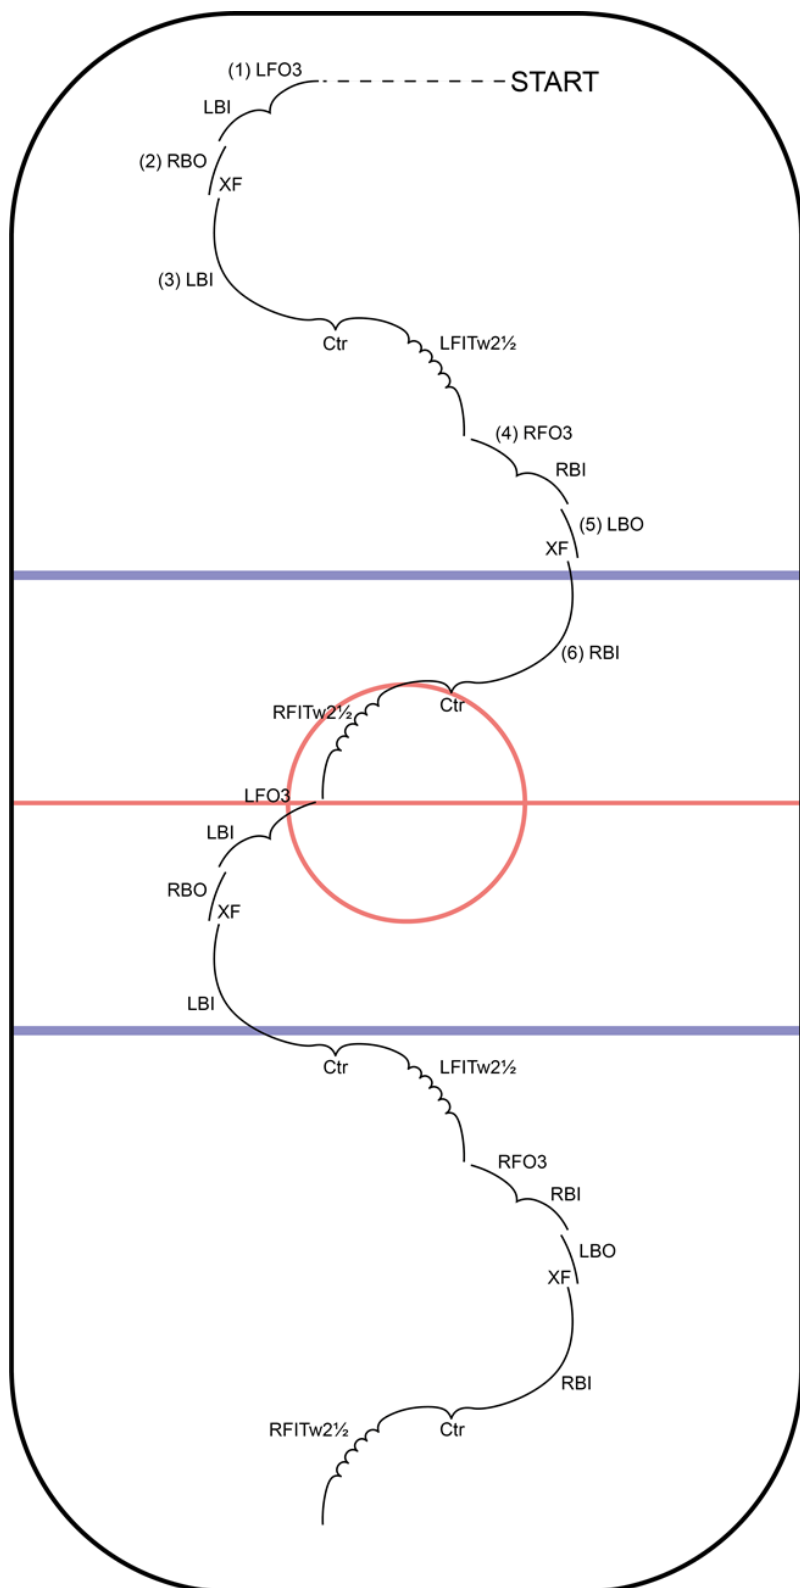 (1) LFO3
START
LBI
(2) RBO
XF
(3) LBI
Ctr
LFITw2½
(4) RFO3
RBI
(5) LBO
XF
(6) RBI
Ctr
RFITw2½
LFO3
LBI
RBO
XF
LBI
Ctr
LFITw2½
RFO3
RBI
LBO
XF
RBI
Ctr
RFITw2½